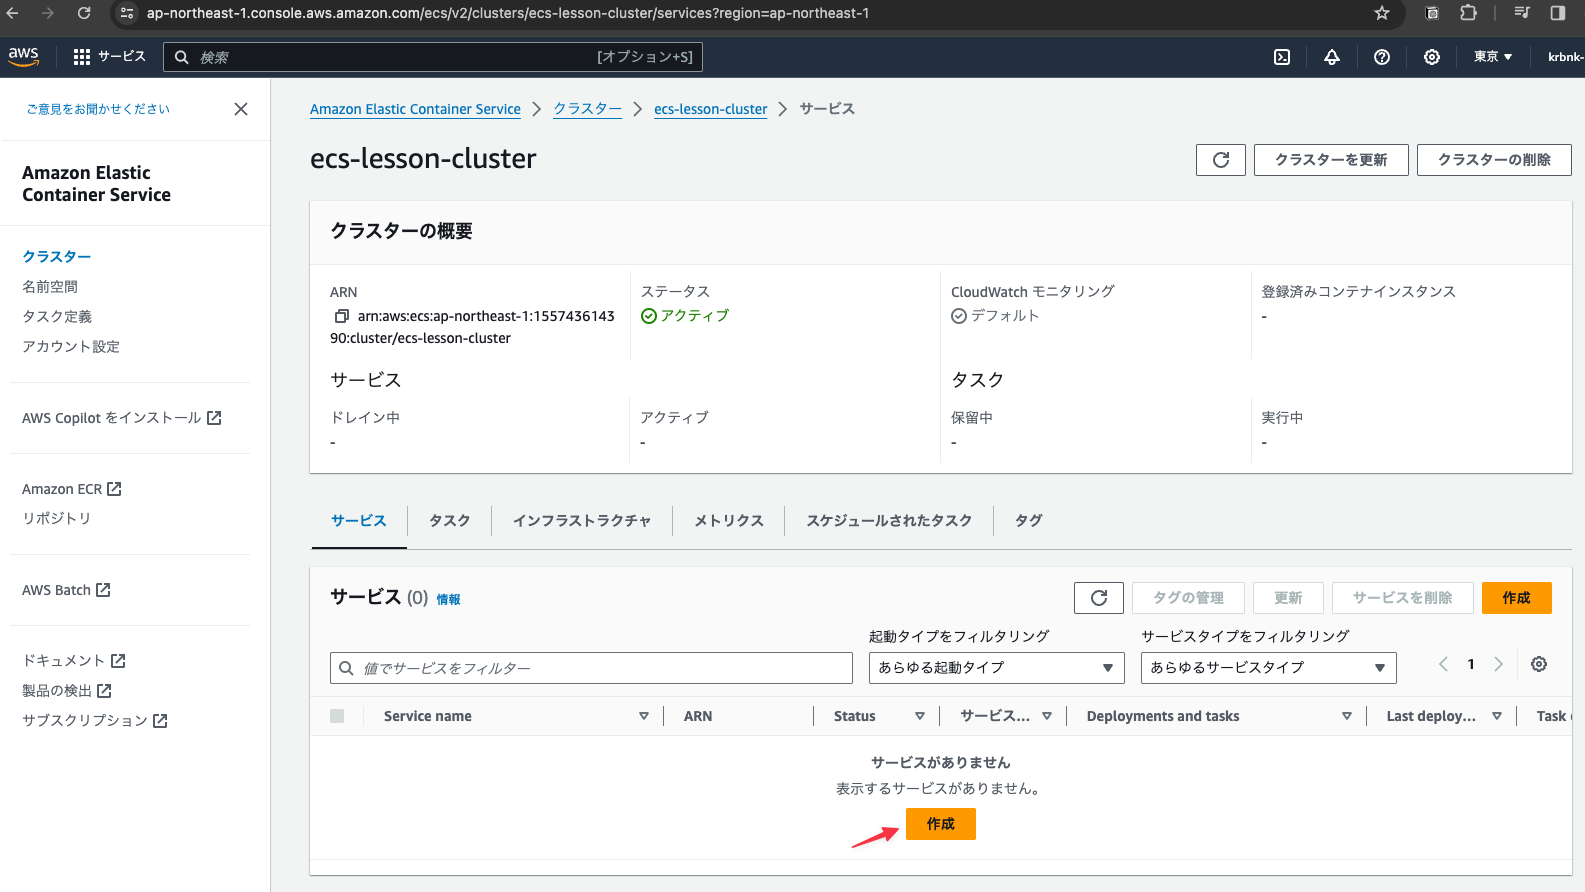 ap-northeast-1.console.aws.amazon.com/ecs/v2/clusters/ecs-lesson-cluster/services?region=ap-northeast-1
aws
サービス
検索
[オプション+S]
東京
krbnk-
ご意見をお聞かせください
Amazon Elastic
Container Service
クラスター
名前空間
タスク定義
アカウント設定
AWS Copilot をインストール
Amazon ECR
リポジトリ
AWS Batch
ドキュメント
製品の検出
サブスクリプション
Amazon Elastic Container Service
クラスター
ecs-lesson-cluster
サービス
ecs-lesson-cluster
クラスターを更新
クラスターの削除
クラスターの概要
ARN
arn:aws:ecs:ap-northeast-1:1557436143
90:cluster/ecs-lesson-cluster
ステータス
アクティブ
CloudWatch モニタリング
デフォルト
登録済みコンテナインスタンス
-
サービス
タスク
ドレイン中
-
アクティブ
-
保留中
-
実行中
-
サービス
タスク
インフラストラクチャ
メトリクス
スケジュールされたタスク
タグ
サービス (0) 情報
タグの管理
更新
サービスを削除
作成
値でサービスをフィルター
起動タイプをフィルタリング
あらゆる起動タイプ
サービスタイプをフィルタリング
あらゆるサービスタイプ
1
Service name
ARN
Status
サービス...
Deployments and tasks
Last deploy...
Task
サービスがありません
表示するサービスがありません。
作成